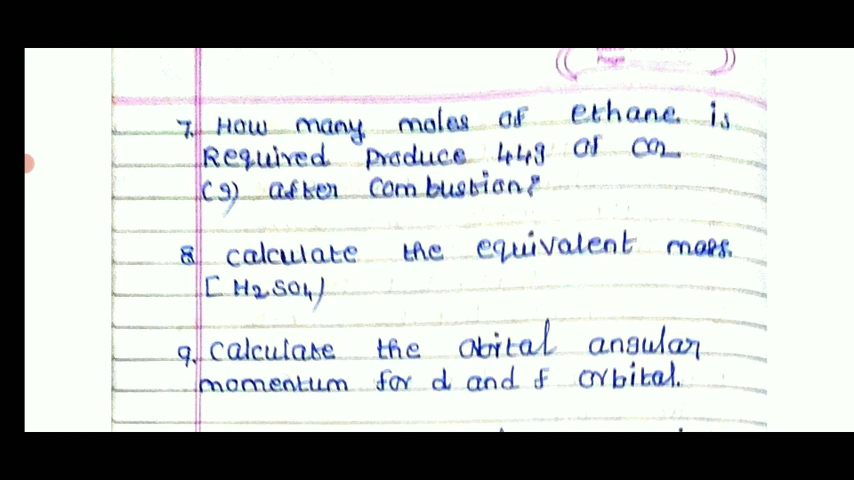 7. How many moles of ethane is
Required produce 44g of CO2
(g) after combustion?
8. calculate the equivalent mass.
[H2SO4)
9. Calculate the orbital angular
momentum for d and f orbital.